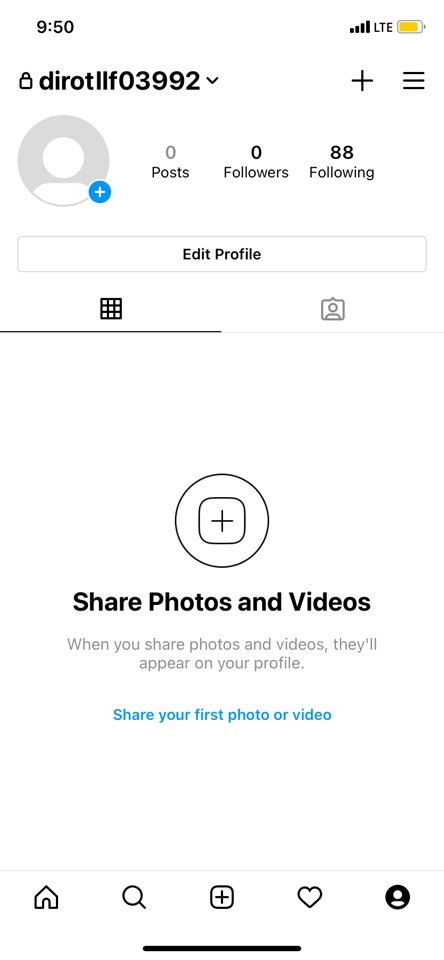 9:50
LTE
dirotllf03992
0
Posts
0
Followers
88
Following
Edit Profile
Share Photos and Videos
When you share photos and videos, they'll
appear on your profile.
Share your first photo or video